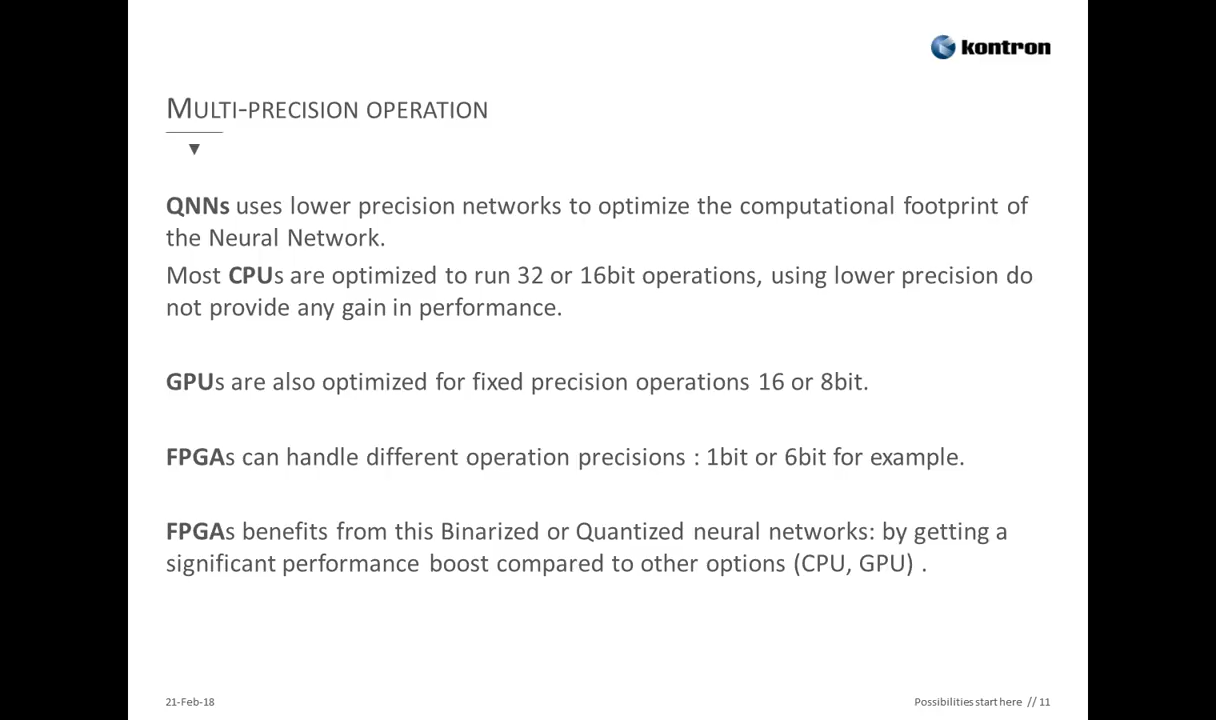 kontron
MULTI-PRECISION OPERATION
QNNs uses lower precision networks to optimize the computational footprint of
the Neural Network.
Most CPUs are optimized to run 32 or 16bit operations, using lower precision do
not provide any gain in performance.
GPUs are also optimized for fixed precision operations 16 or 8bit.
FPGAs can handle different operation precisions : 1bit or 6bit for example.
FPGAs benefits from this Binarized or Quantized neural networks: by getting a
significant performance boost compared to other options (CPU, GPU) .
21-Feb-18
Possibilities start here // 11